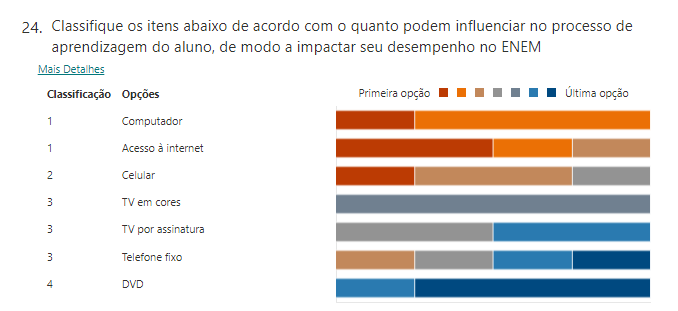 24. Classifique os itens abaixo de acordo com o quanto podem influenciar no processo de
aprendizagem do aluno, de modo a impactar seu desempenho no ENEM
Mais Detalhes
Classificação Opções Primeira opção Última opção
1 Computador
1 Acesso à internet
2 Celular
3 TV em cores
3 TV por assinatura
3 Telefone fixo
4 DVD